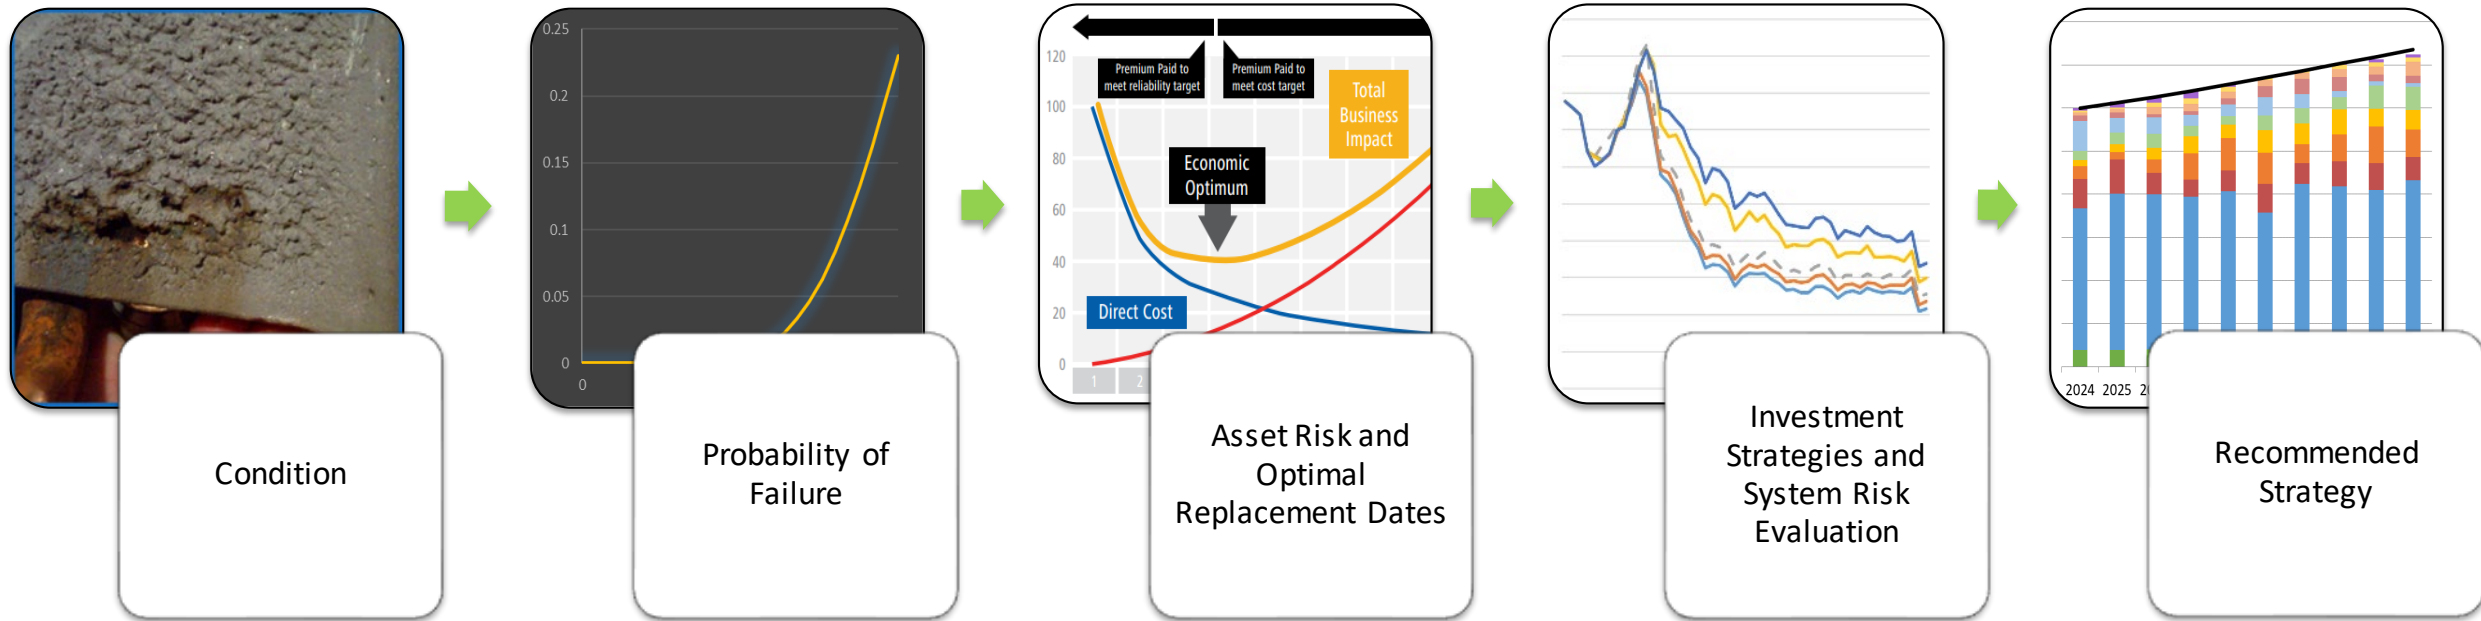 0.25
0.2
0.15
0.1
0.05
0
0
120
100
80
60
40
20
0
Premium Paid to
meet reliability target
Premium Paid to
meet cost target
Total
Business
Impact
Economic
Optimum
Direct Cost
1 2
2024 2025
Condition
Probability of
Failure
Asset Risk and
Optimal
Replacement Dates
Investment
Strategies and
System Risk
Evaluation
Recommended
Strategy